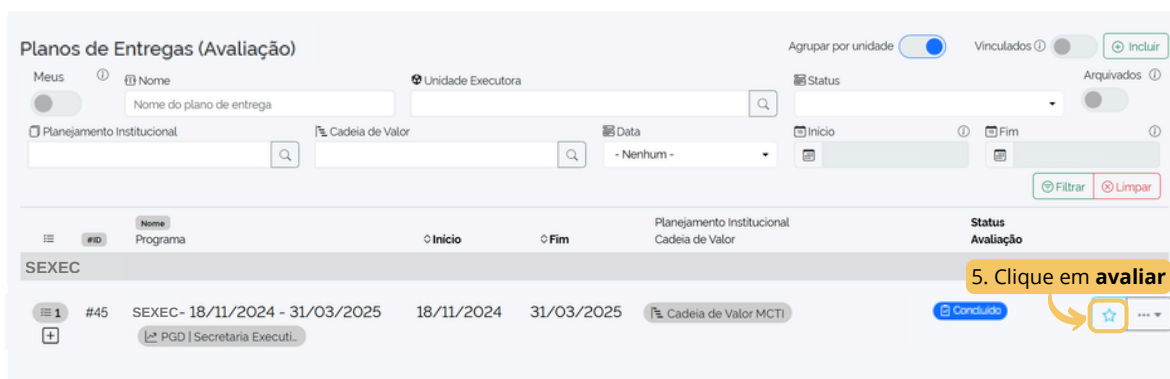 Planos de Entregas (Avaliação)
Agrupar por unidade
Vinculados
Incluir
Meus
Nome
Unidade Executora
Status
Arquivados
Nome do plano de entrega
Planejamento Institucional
Cadeia de Valor
Data
Início
Fim
- Nenhum -
Filtrar
Limpar
#ID
Nome
Programa
Início
Fim
Planejamento Institucional
Cadeia de Valor
Status
Avaliação
SEXEC
5. Clique em avaliar
1
#45
SEXEC- 18/11/2024 - 31/03/2025
18/11/2024
31/03/2025
Cadeia de Valor MCTI
Concluído
PGD | Secretaria Executi..